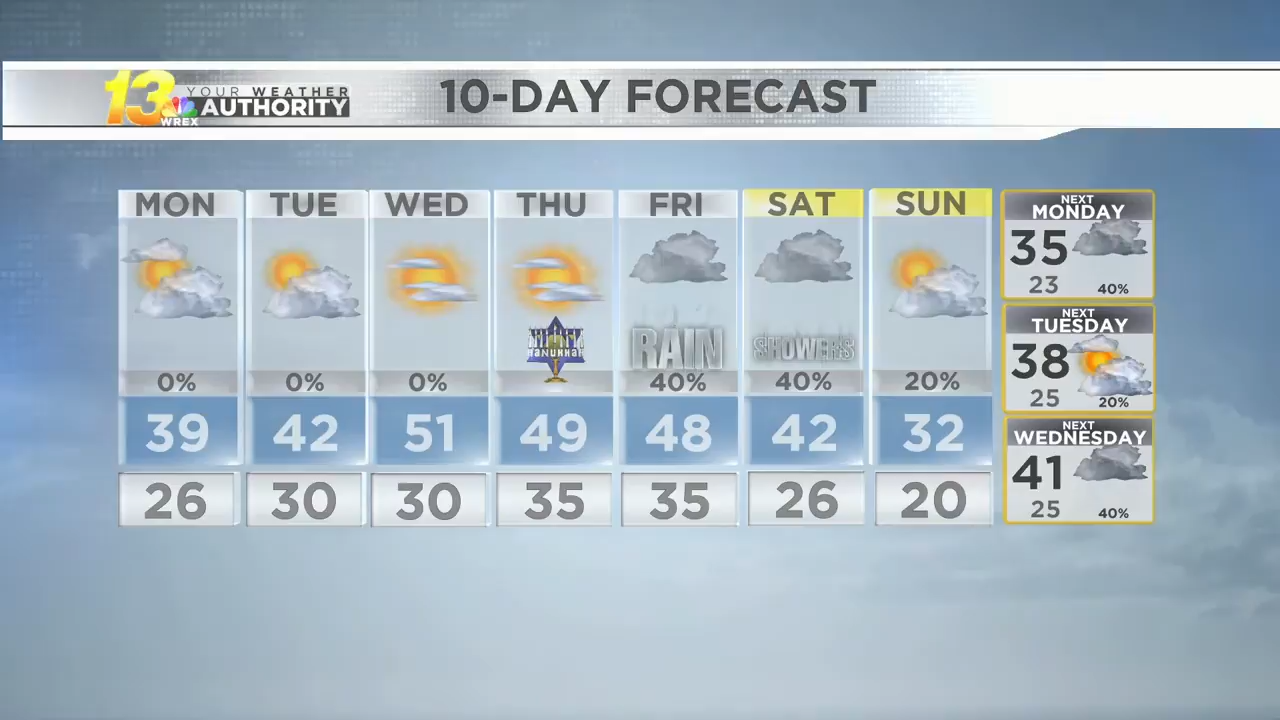 13 YOUR WEATHER
AUTHORITY
WREX
10-DAY FORECAST
MON TUE WED THU FRI SAT SUN
HANUKKAH RAIN SHOWERS
0% 0% 0% 40% 40% 20%
39 42 51 49 48 42 32
26 30 30 35 35 26 20
NEXT
MONDAY
35
23 40%
NEXT
TUESDAY
38
25 20%
NEXT
WEDNESDAY
41
25 40%